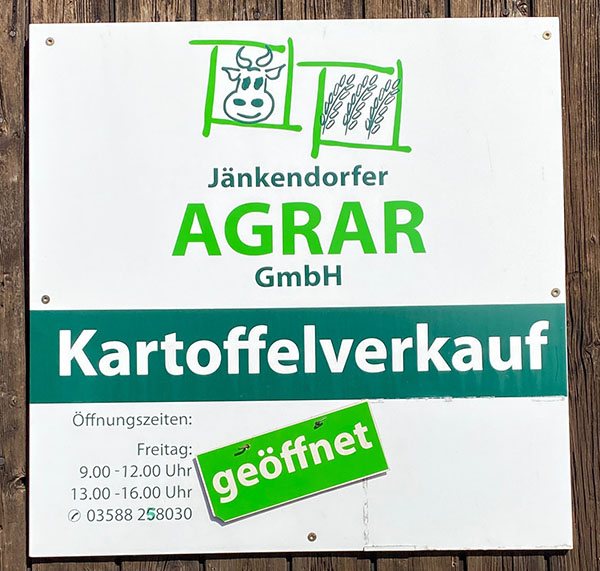 Jänkendorfer
AGRAR
GmbH
Kartoffelverkauf
Öffnungszeiten:
Freitag:
9.00 -12.00 Uhr
13.00 -16.00 Uhr
✆ 03588 258030
geöffnet